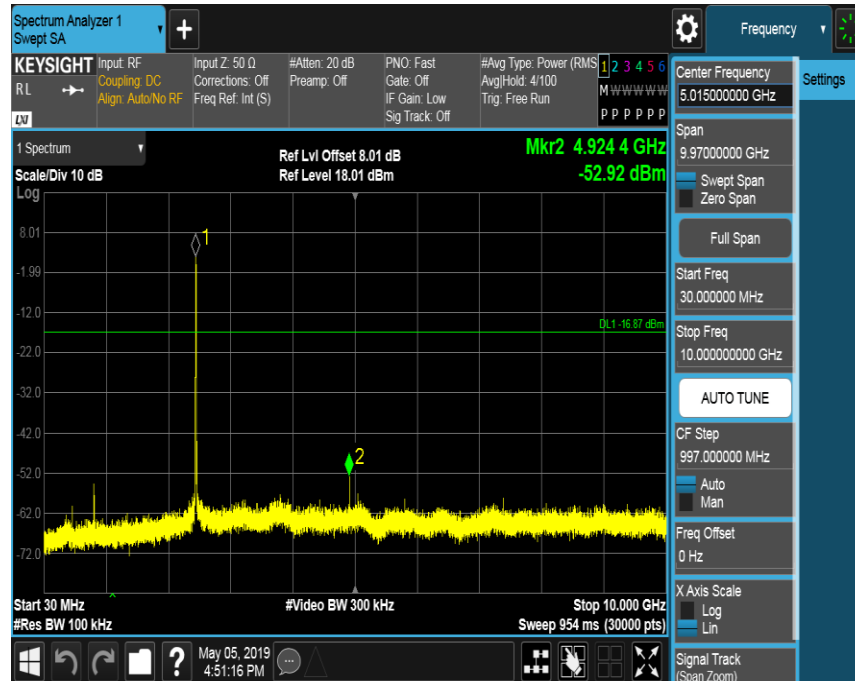 Spectrum Analyzer 1
Swept SA
+
Frequency
KEYSIGHT
RL
LXI
Input: RF
Coupling: DC
Align: Auto/No RF
Input Z: 50 Ω
Corrections: Off
Freq Ref: Int (S)
#Atten: 20 dB
Preamp: Off
PNO: Fast
Gate: Off
IF Gain: Low
Sig Track: Off
#Avg Type: Power (RMS
Avg|Hold: 4/100
Trig: Free Run
1 2 3 4 5 6
M W W W W W
P P P P P P
1 Spectrum
Scale/Div 10 dB
Ref Lvl Offset 8.01 dB
Ref Level 18.01 dBm
Mkr2 4.924 4 GHz
-52.92 dBm
Log
8.01
-1.99
-12.0
-22.0
-32.0
-42.0
-52.0
-62.0
-72.0
1
DL1 -16.87 dBm
2
Start 30 MHz
#Res BW 100 kHz
#Video BW 300 kHz
Stop 10.000 GHz
Sweep 954 ms (30000 pts)
?
May 05, 2019
4:51:16 PM
Center Frequency
5.015000000 GHz
Settings
Span
9.97000000 GHz
Swept Span
Zero Span
Full Span
Start Freq
30.000000 MHz
Stop Freq
10.000000000 GHz
AUTO TUNE
CF Step
997.000000 MHz
Auto
Man
Freq Offset
0 Hz
X Axis Scale
Log
Lin
Signal Track
(Span Zoom)